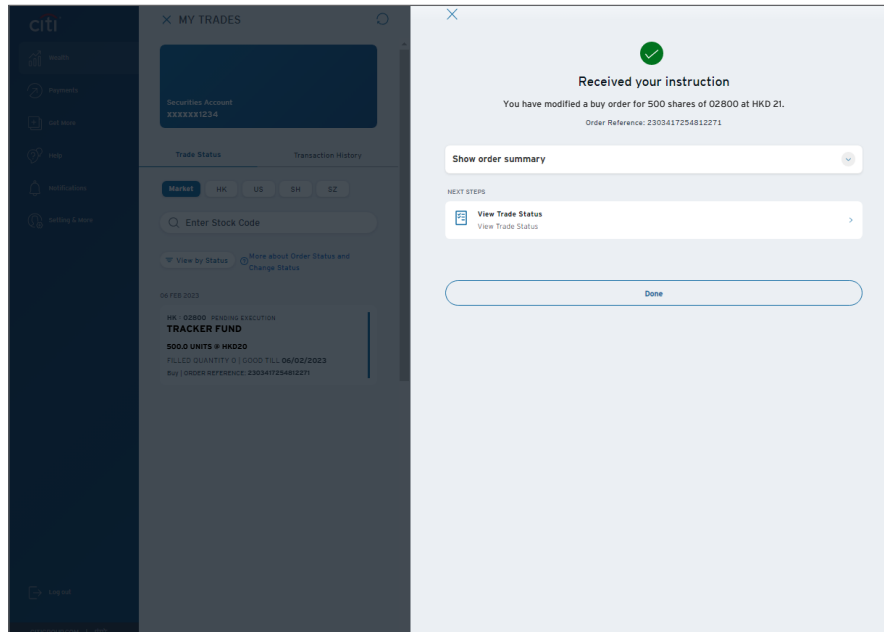 citi
MY TRADES
Wealth
Payments
Help
Notifications
Log out
Securities Account
XXXXXX1234
Trade Status
Transaction History
Market
HK
US
SH
SZ
Enter Stock Code
View by Status
More about Order Status and
Change Status
06 FEB 2023
HK · 02800 PENDING EXECUTION
TRACKER FUND
500.0 UNITS @ HKD20
FILLED QUANTITY 0 | GOOD TILL 06/02/2023
Buy | ORDER REFERENCE: 2303417254812271
Received your instruction
You have modified a buy order for 500 shares of 02800 at HKD 21.
Order Reference: 2303417254812271
Show order summary
NEXT STEPS
View Trade Status
View Trade Status
Done